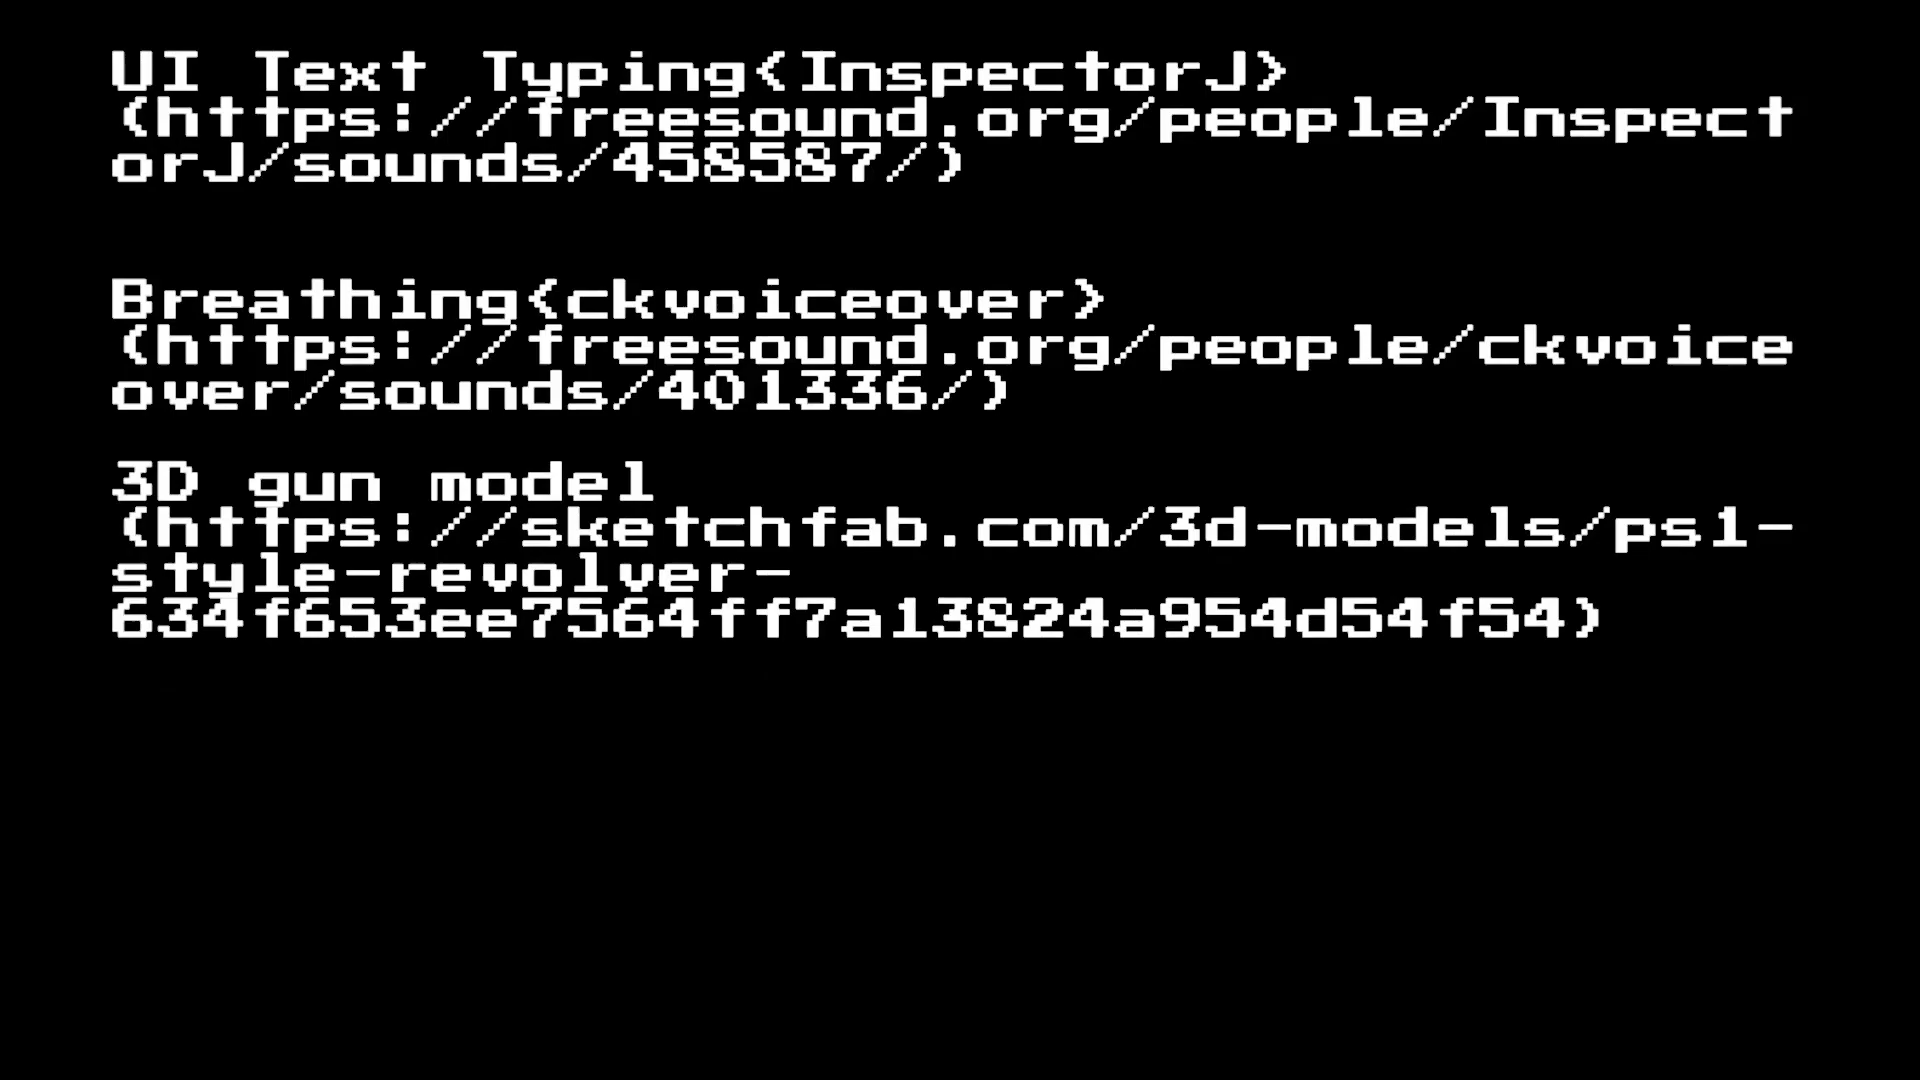 UI Text Typing<InspectorJ>
(https://freesound.org/people/Inspect
orJ/sounds/458587/)
Breathing<ckvoiceover>
(https://freesound.org/people/ckvoice
over/sounds/401336/)
3D gun model
(https://sketchfab.com/3d-models/ps1-
style-revolver-
634f653ee7564ff7a13824a954d54f54)